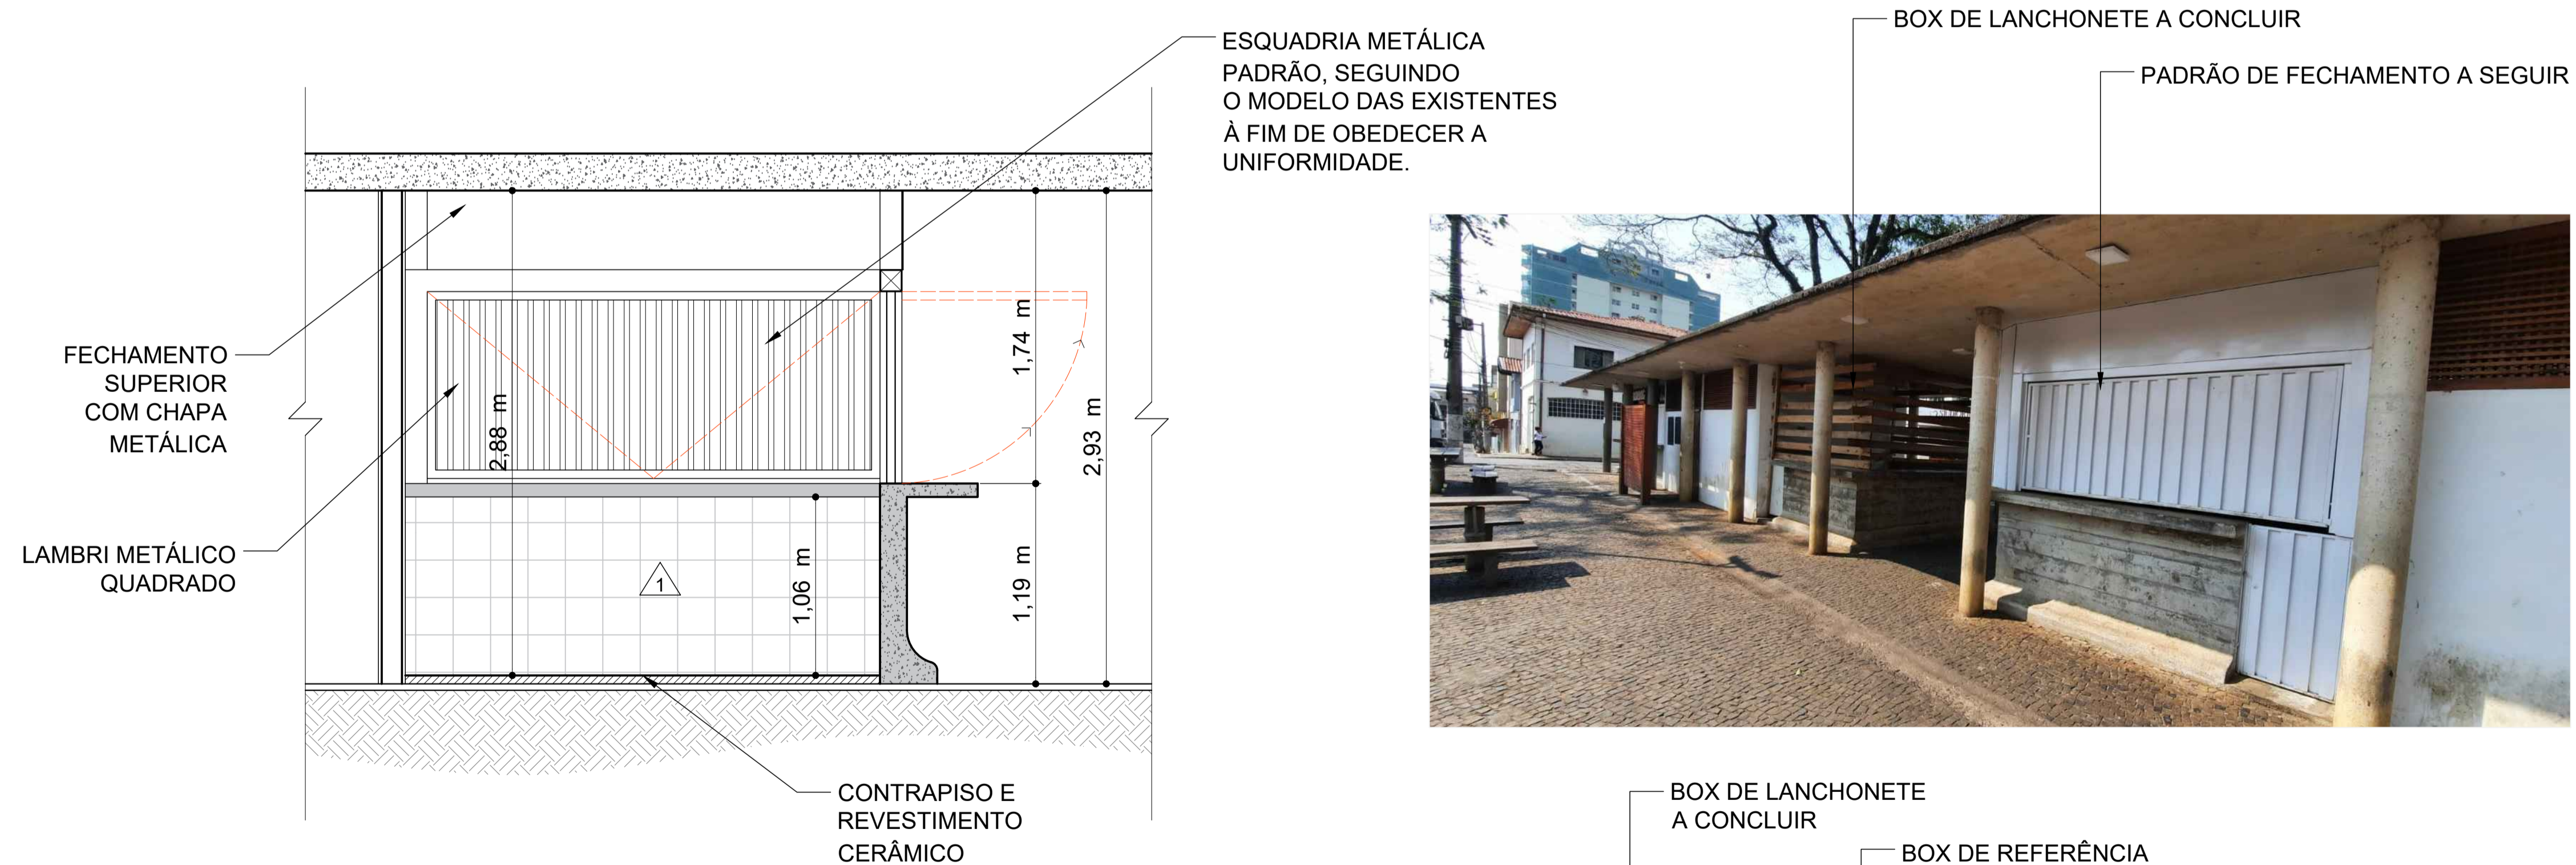 ESQUADRIA METÁLICA
PADRÃO, SEGUINDO
O MODELO DAS EXISTENTES
À FIM DE OBEDECER A
UNIFORMIDADE.
BOX DE LANCHONETE A CONCLUIR
PADRÃO DE FECHAMENTO A SEGUIR
FECHAMENTO
SUPERIOR
COM CHAPA
METÁLICA
LAMBRI METÁLICO
QUADRADO
2,88 m
1,74 m
2,93 m
1,06 m
1,19 m
1
CONTRAPISO E
REVESTIMENTO
CERÂMICO
BOX DE LANCHONETE
A CONCLUIR
BOX DE REFERÊNCIA